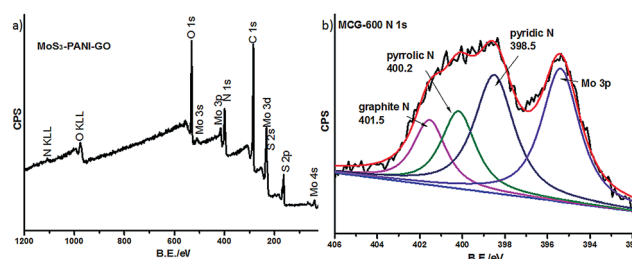 a)
MoS3-PANI-GO
CPS
N KLL
O KLL
O 1s
Mo 3s
Mo 3p
N 1s
C 1s
Mo 3d
S 2s
S 2p
Mo 4s
1200 1000 800 600 400 200
B.E./eV
b)
MCG-600 N 1s
CPS
graphite N
401.5
pyrrolic N
400.2
pyridic N
398.5
Mo 3p
406 404 402 400 398 396 394 39
B.E./eV